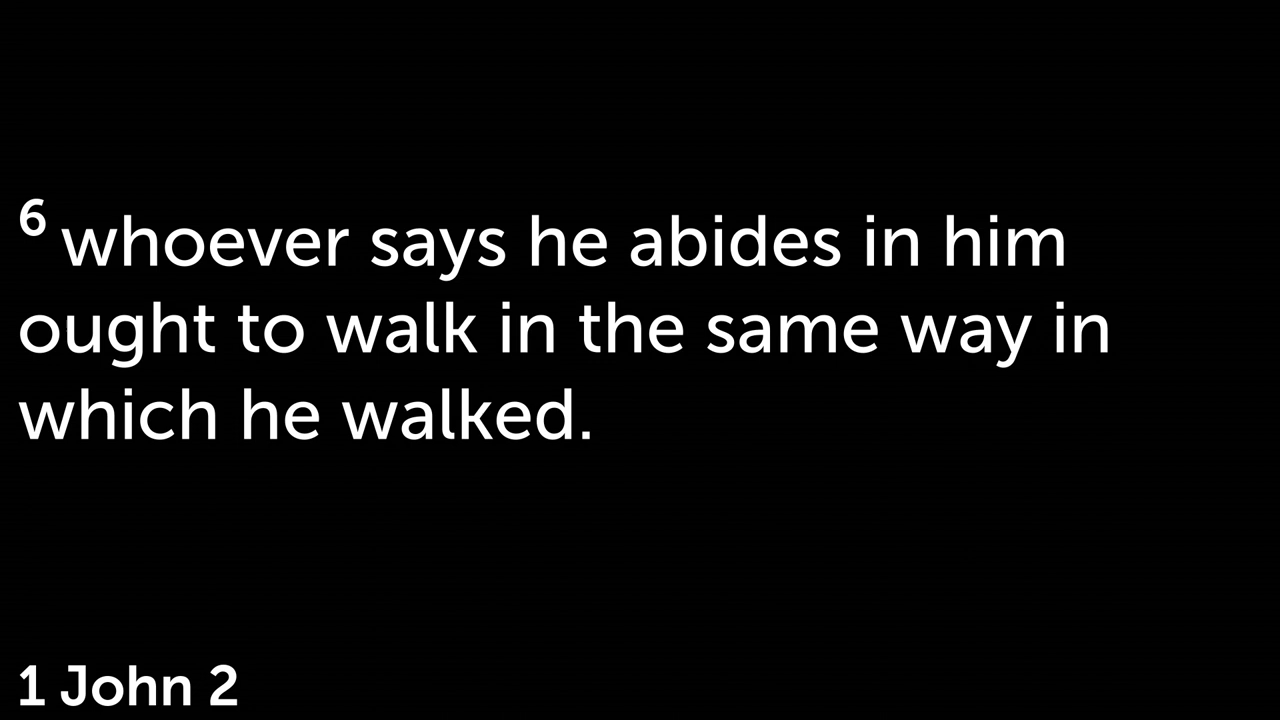 6 whoever says he abides in him
ought to walk in the same way in
which he walked.
1 John 2